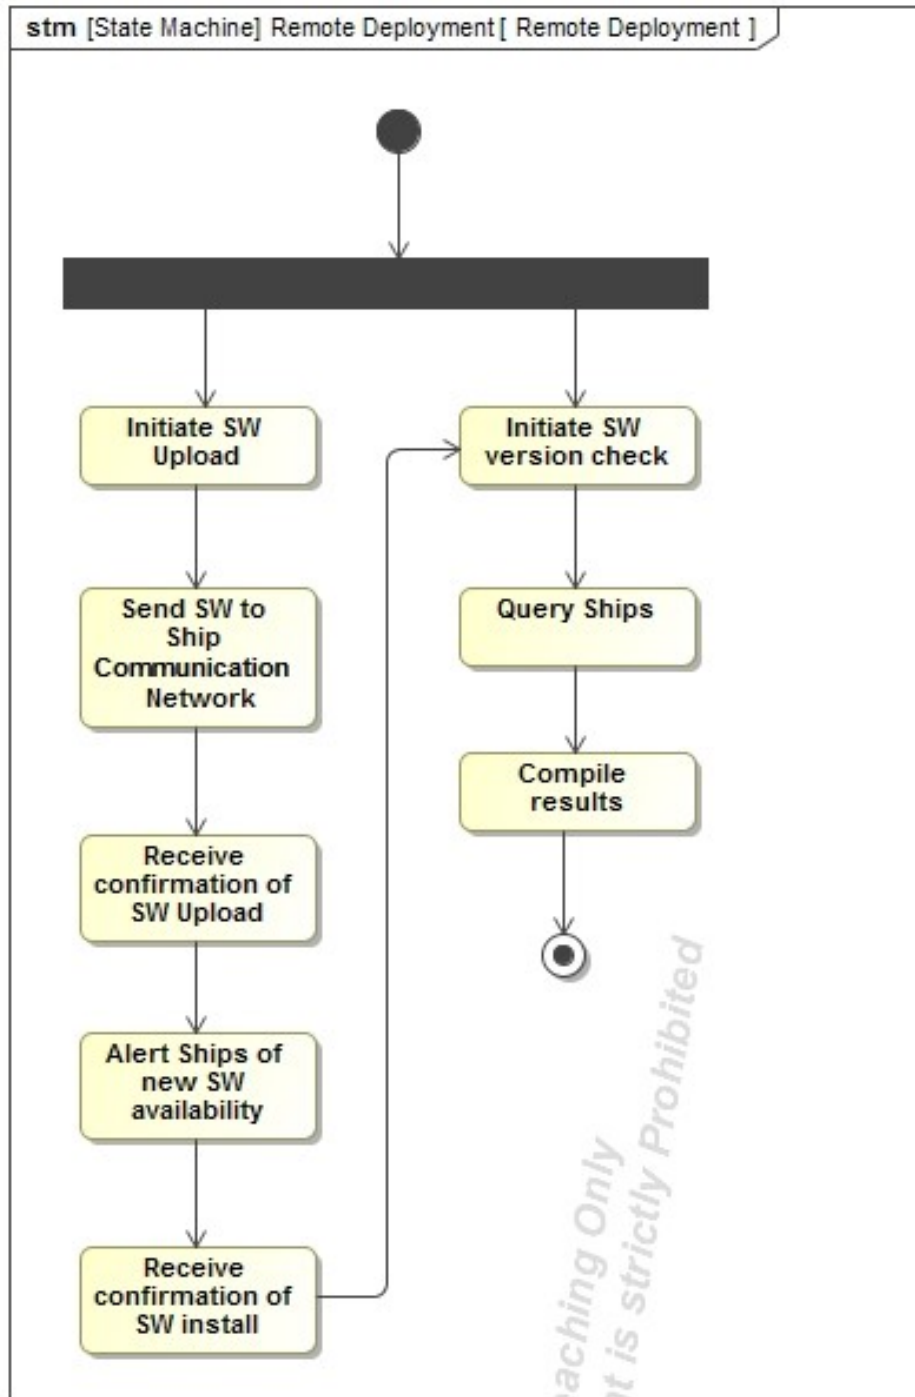 stm [State Machine] Remote Deployment [ Remote Deployment ]
Initiate SW
Upload
Send SW to
Ship
Communication
Network
Receive
confirmation of
SW Upload
Alert Ships of
new SW
availability
Receive
confirmation of
SW install
Initiate SW
version check
Query Ships
Compile
results
Only
is strictly Prohibited